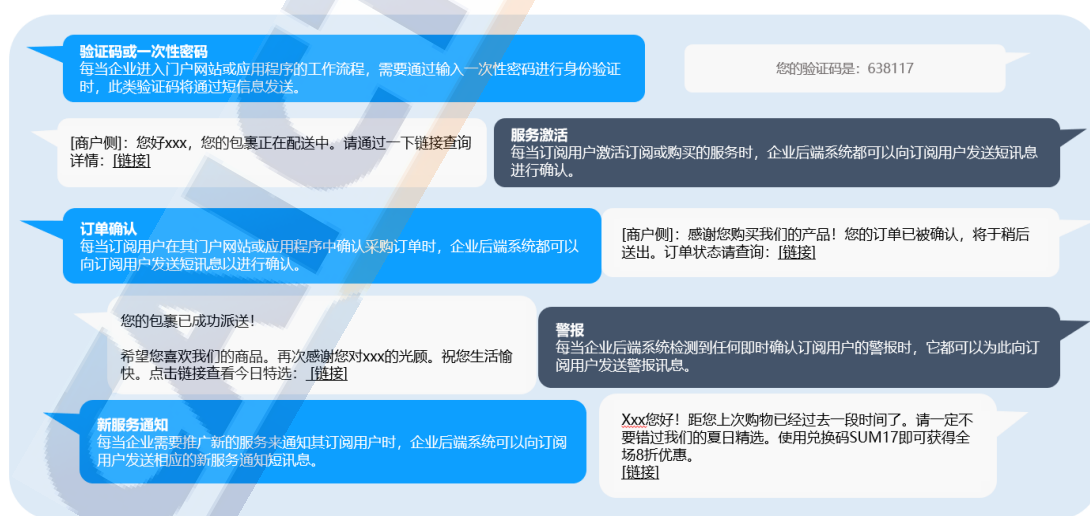 验证码或一次性密码
每当企业进入门户网站或应用程序的工作流程，需要通过输入一次性密码进行身份验证
时，此类验证码将通过短信息发送。
您的验证码是：638117
[商户侧]：您好xxx，您的包裹正在配送中。请通过一下链接查询
详情：[链接]
服务激活
每当订阅用户激活订阅或购买的服务时，企业后端系统都可以向订阅用户发送短讯息
进行确认。
订单确认
每当订阅用户在其门户网站或应用程序中确认采购订单时，企业后端系统都可以
向订阅用户发送短讯息以进行确认。
[商户侧]：感谢您购买我们的产品！您的订单已被确认，将于稍后
送出。订单状态请查询：[链接]
您的包裹已成功派送！
希望您喜欢我们的商品。再次感谢您对xxx的光顾。祝您生活愉
快。点击链接查看今日特选：[链接]
警报
每当企业后端系统检测到任何即时确认订阅用户的警报时，它都可以为此向订
阅用户发送警报讯息。
新服务通知
每当企业需要推广新的服务来通知其订阅用户时，企业后端系统可以向订阅
用户发送相应的新服务通知短讯息。
Xxx您好！距您上次购物已经过去一段时间了。请一定不
要错过我们的夏日精选。使用兑换码SUM17即可获得全
场8折优惠。
[链接]
CAICT